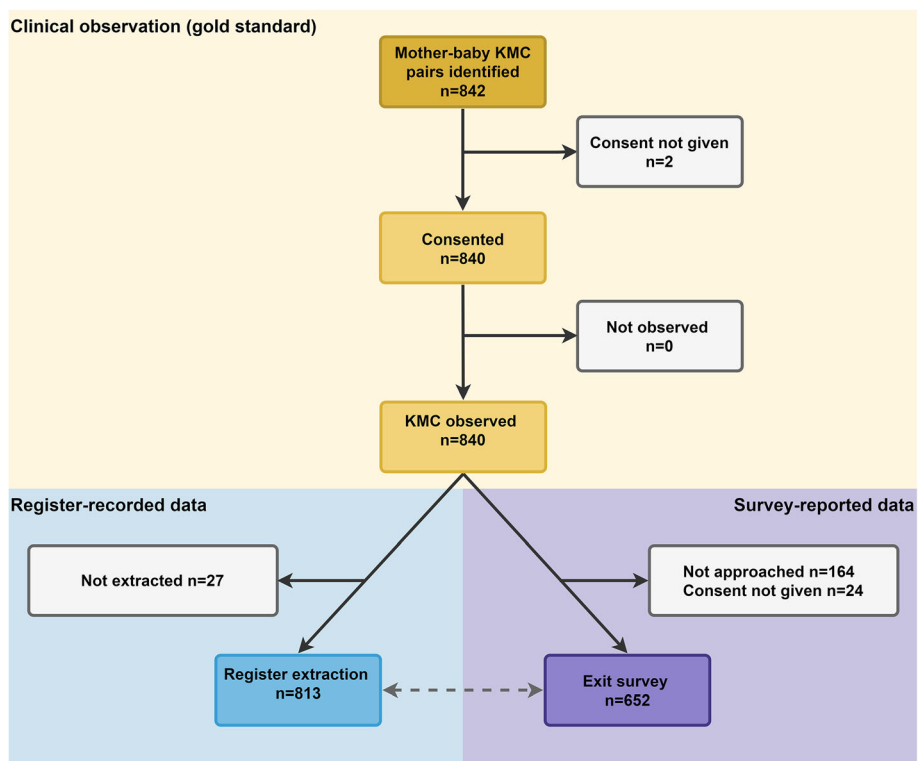 Clinical observation (gold standard)
Mother-baby KMC
pairs identified
n=842
Consent not given
n=2
Consented
n=840
Not observed
n=0
KMC observed
n=840
Register-recorded data
Survey-reported data
Not extracted n=27
Not approached n=164
Consent not given n=24
Register extraction
n=813
Exit survey
n=652